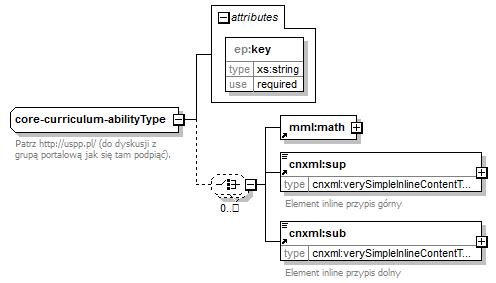 attributes
ep:key
type xs:string
use required
core-curriculum-abilityType
Patrz http://uspp.pl/ (do dyskusji z
grupą portalową jak się tam podpiąć).
0..
mml:math
cnxml:sup
type cnxml:verySimpleInlineContentT...
Element inline przypis górny
cnxml:sub
type cnxml:verySimpleInlineContentT...
Element inline przypis dolny